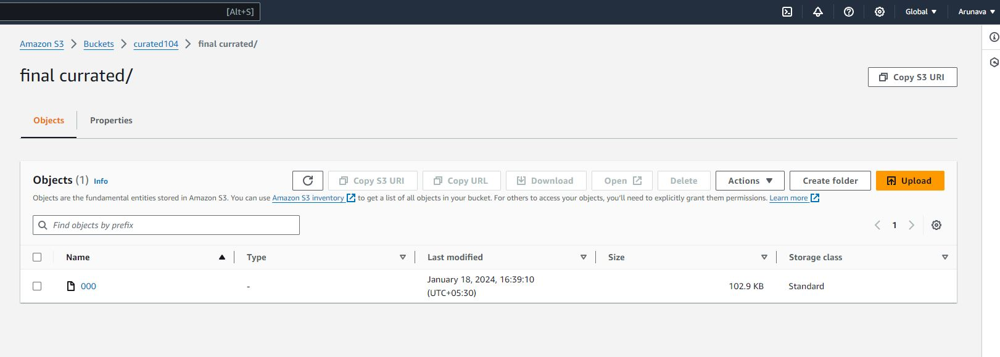 [Alt+S] Global Arunava
Amazon S3 Buckets curated104 final currated/
final currated/
Copy S3 URI
Objects Properties
Objects (1) Info Copy S3 URI Copy URL Download Open Delete Actions Create folder Upload
Objects are the fundamental entities stored in Amazon S3. You can use Amazon S3 inventory to get a list of all objects in your bucket. For others to access your objects, you'll need to explicitly grant them permissions. Learn more
Find objects by prefix 1
Name Type Last modified Size Storage class
000 - January 18, 2024, 16:39:10 102.9 KB Standard
(UTC+05:30)